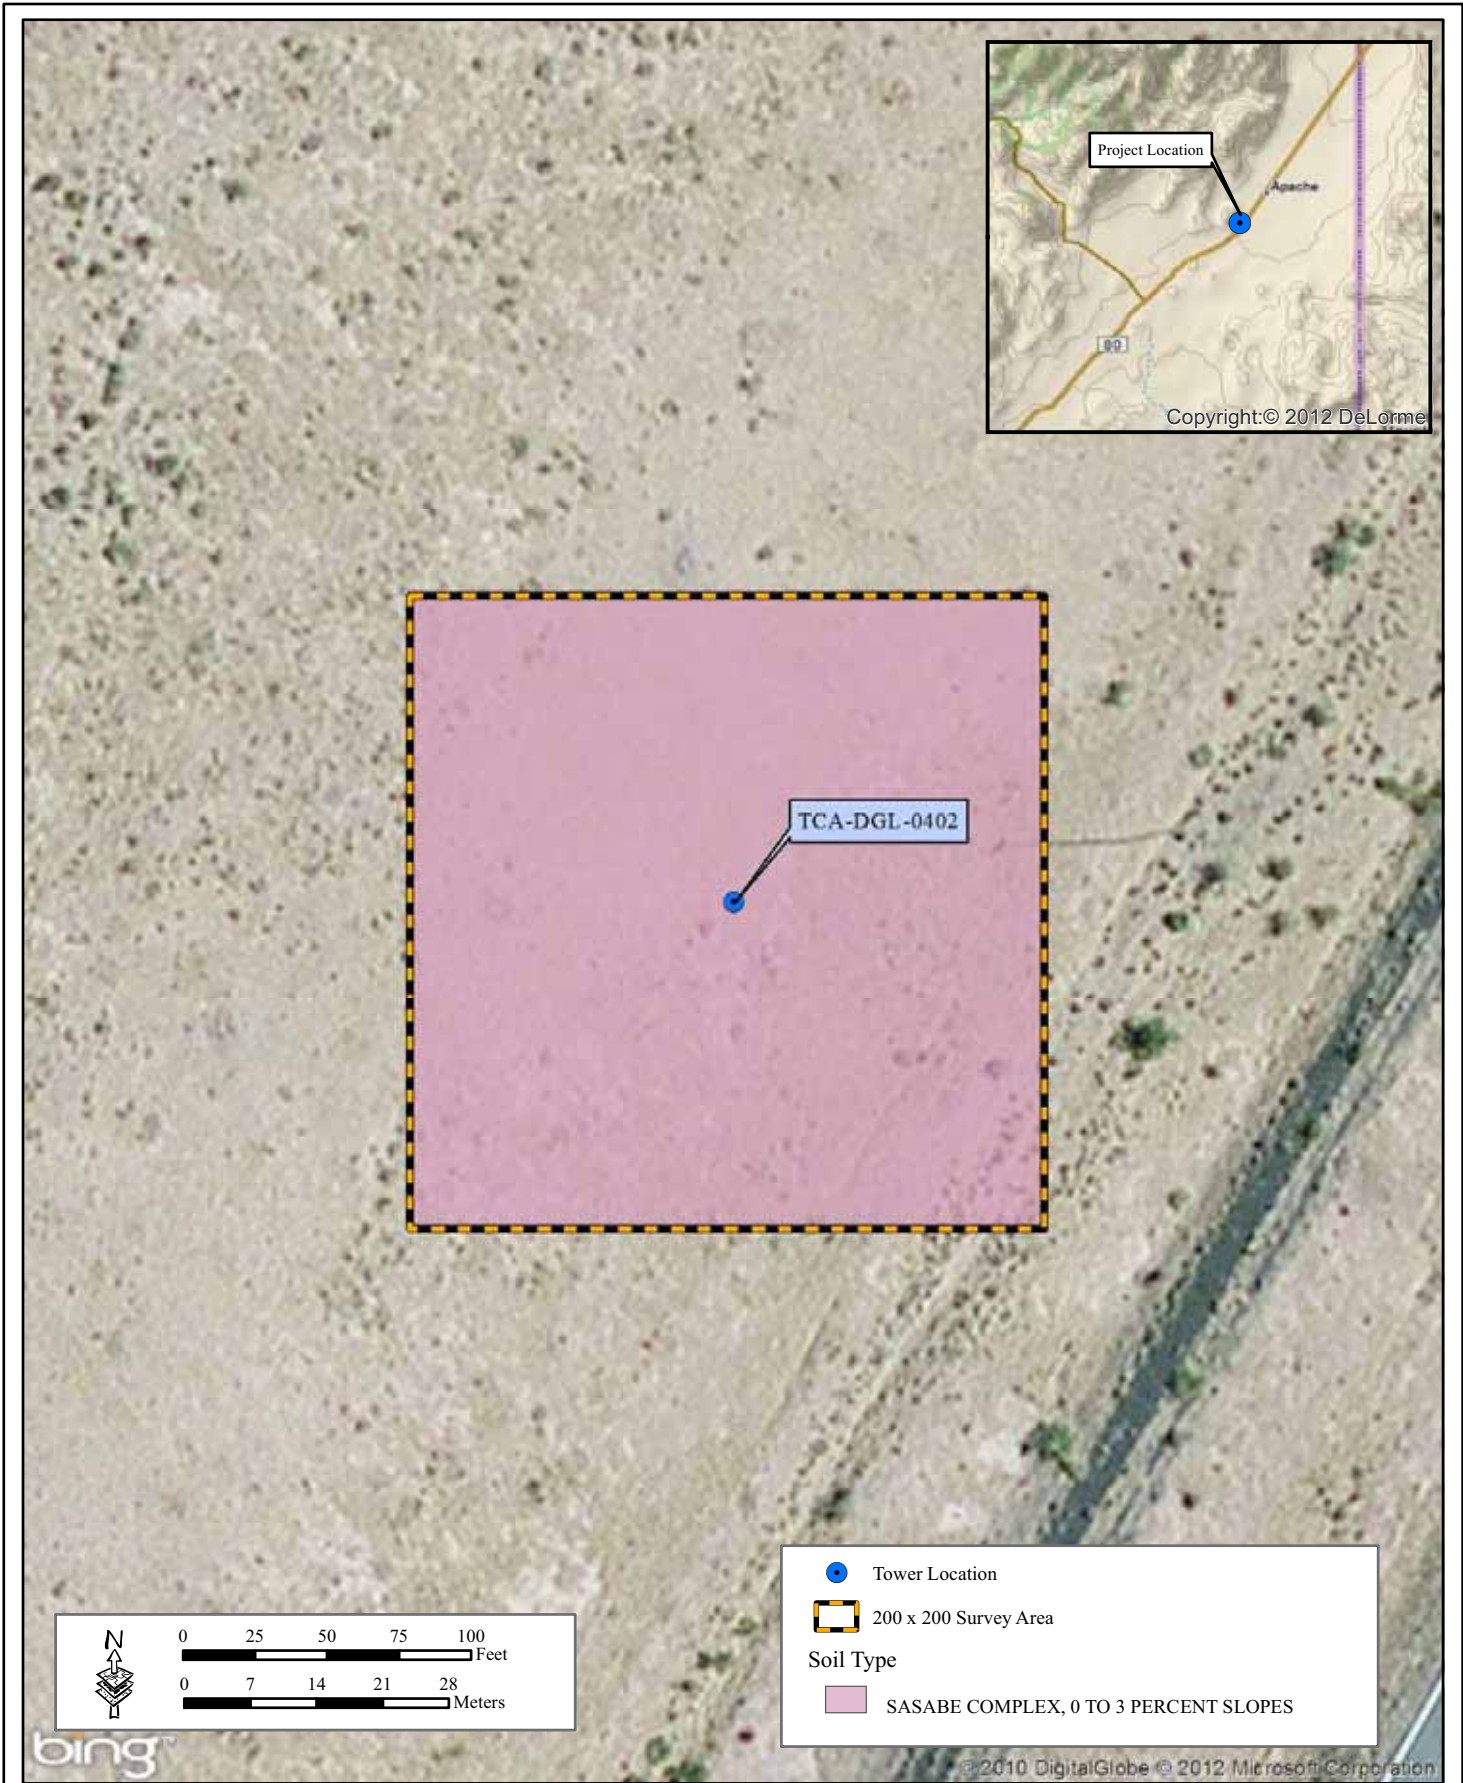 Project Location
Apache
80
Copyright:© 2012 DeLorme
TCA-DGL-0402
Tower Location
200 x 200 Survey Area
Soil Type
SASABE COMPLEX, 0 TO 3 PERCENT SLOPES
N
0 25 50 75 100
Feet
0 7 14 21 28
Meters
bing™
© 2010 DigitalGlobe © 2012 Microsoft Corporation